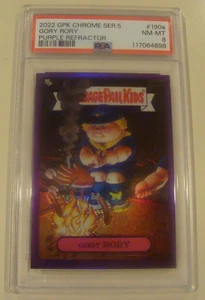 2022 GPK CHROME SER.5 #190a
GORY RORY NM-MT
PURPLE REFRACTOR 8
PSA 117064898
GARBAGE PAIL KIDS
GORY RORY